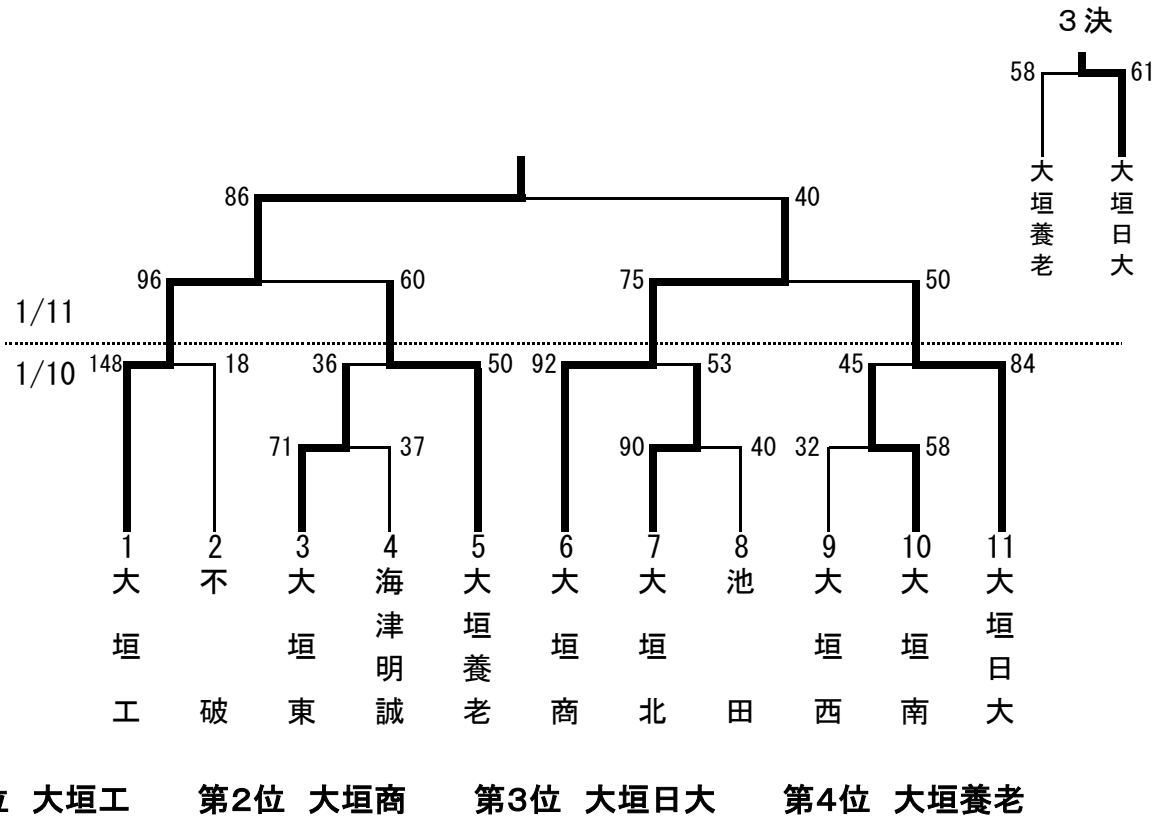 3決
58 61
大垣養老
大垣日大
86 40
96 60 75 50
1/11
1/10
148 18 36 50 92 53 45 84
71 37 90 40 32 58
1 2 3 4 5 6 7 8 9 10 11
大垣工
不破
大垣東
海津明誠
大垣養老
大垣商
大垣北
池田
大垣西
大垣南
大垣日大
位 大垣工 第2位 大垣商 第3位 大垣日大 第4位 大垣養老